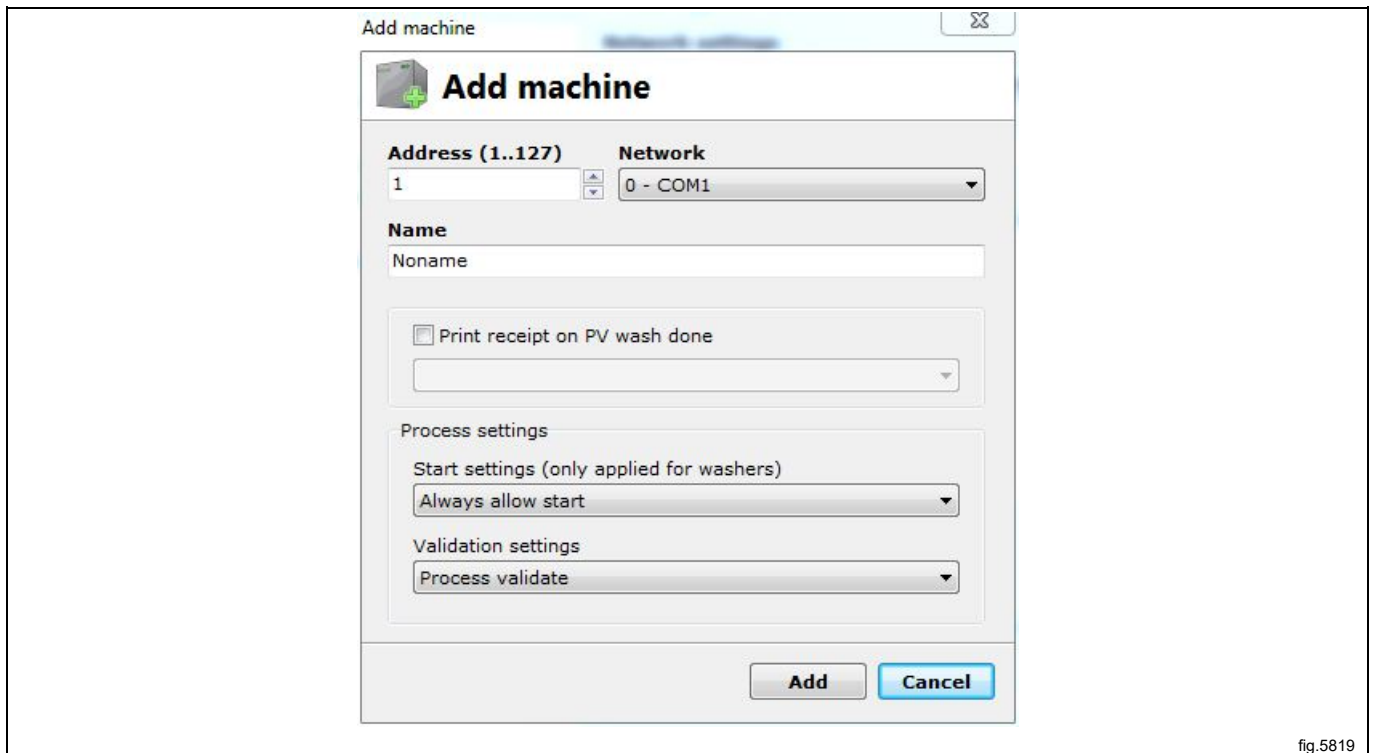 Add machine
Network settings
Add machine
Address (1..127) Network
1 0 - COM1
Name
Noname
Print receipt on PV wash done
Process settings
Start settings (only applied for washers)
Always allow start
Validation settings
Process validate
Add Cancel
fig.5819